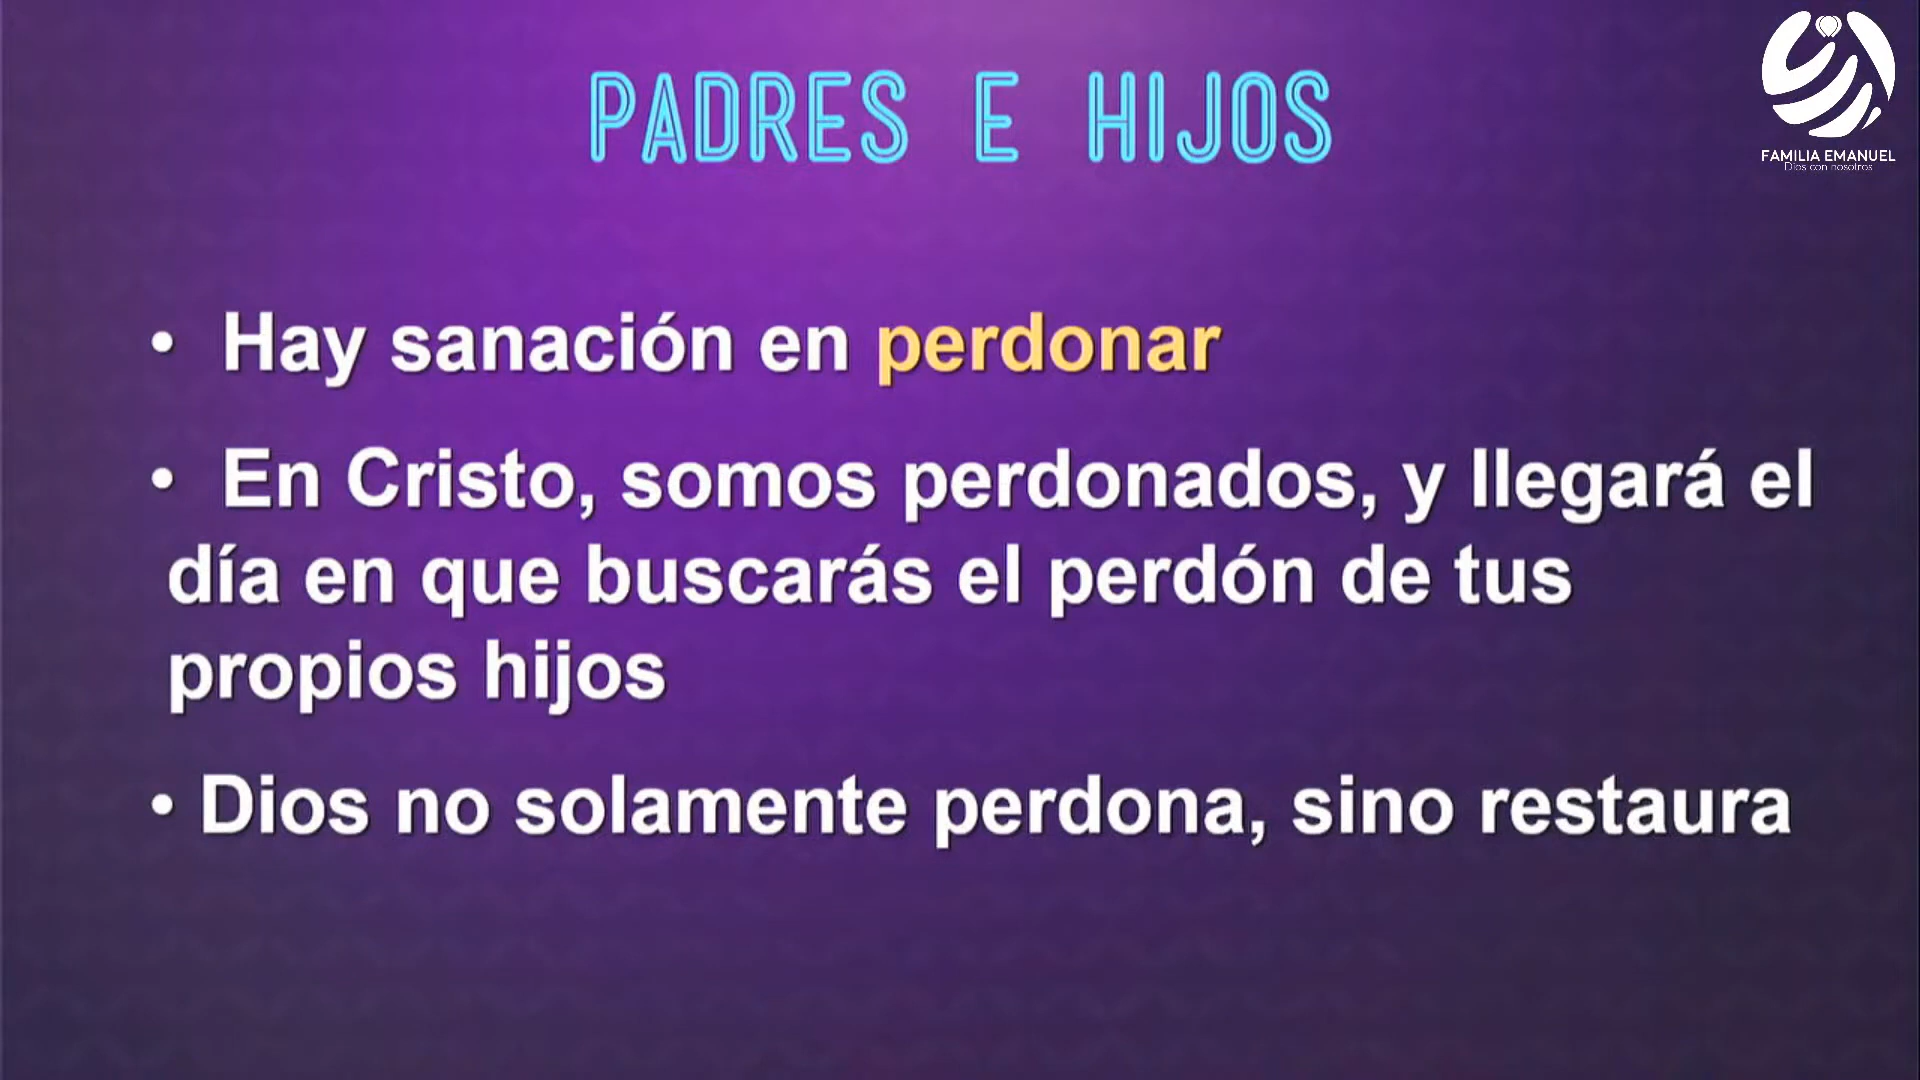 PADRES E HIJOS
FAMILIA EMANUEL
Dios con nosotros
• Hay sanación en perdonar
• En Cristo, somos perdonados, y llegará el
día en que buscarás el perdón de tus
propios hijos
• Dios no solamente perdona, sino restaura